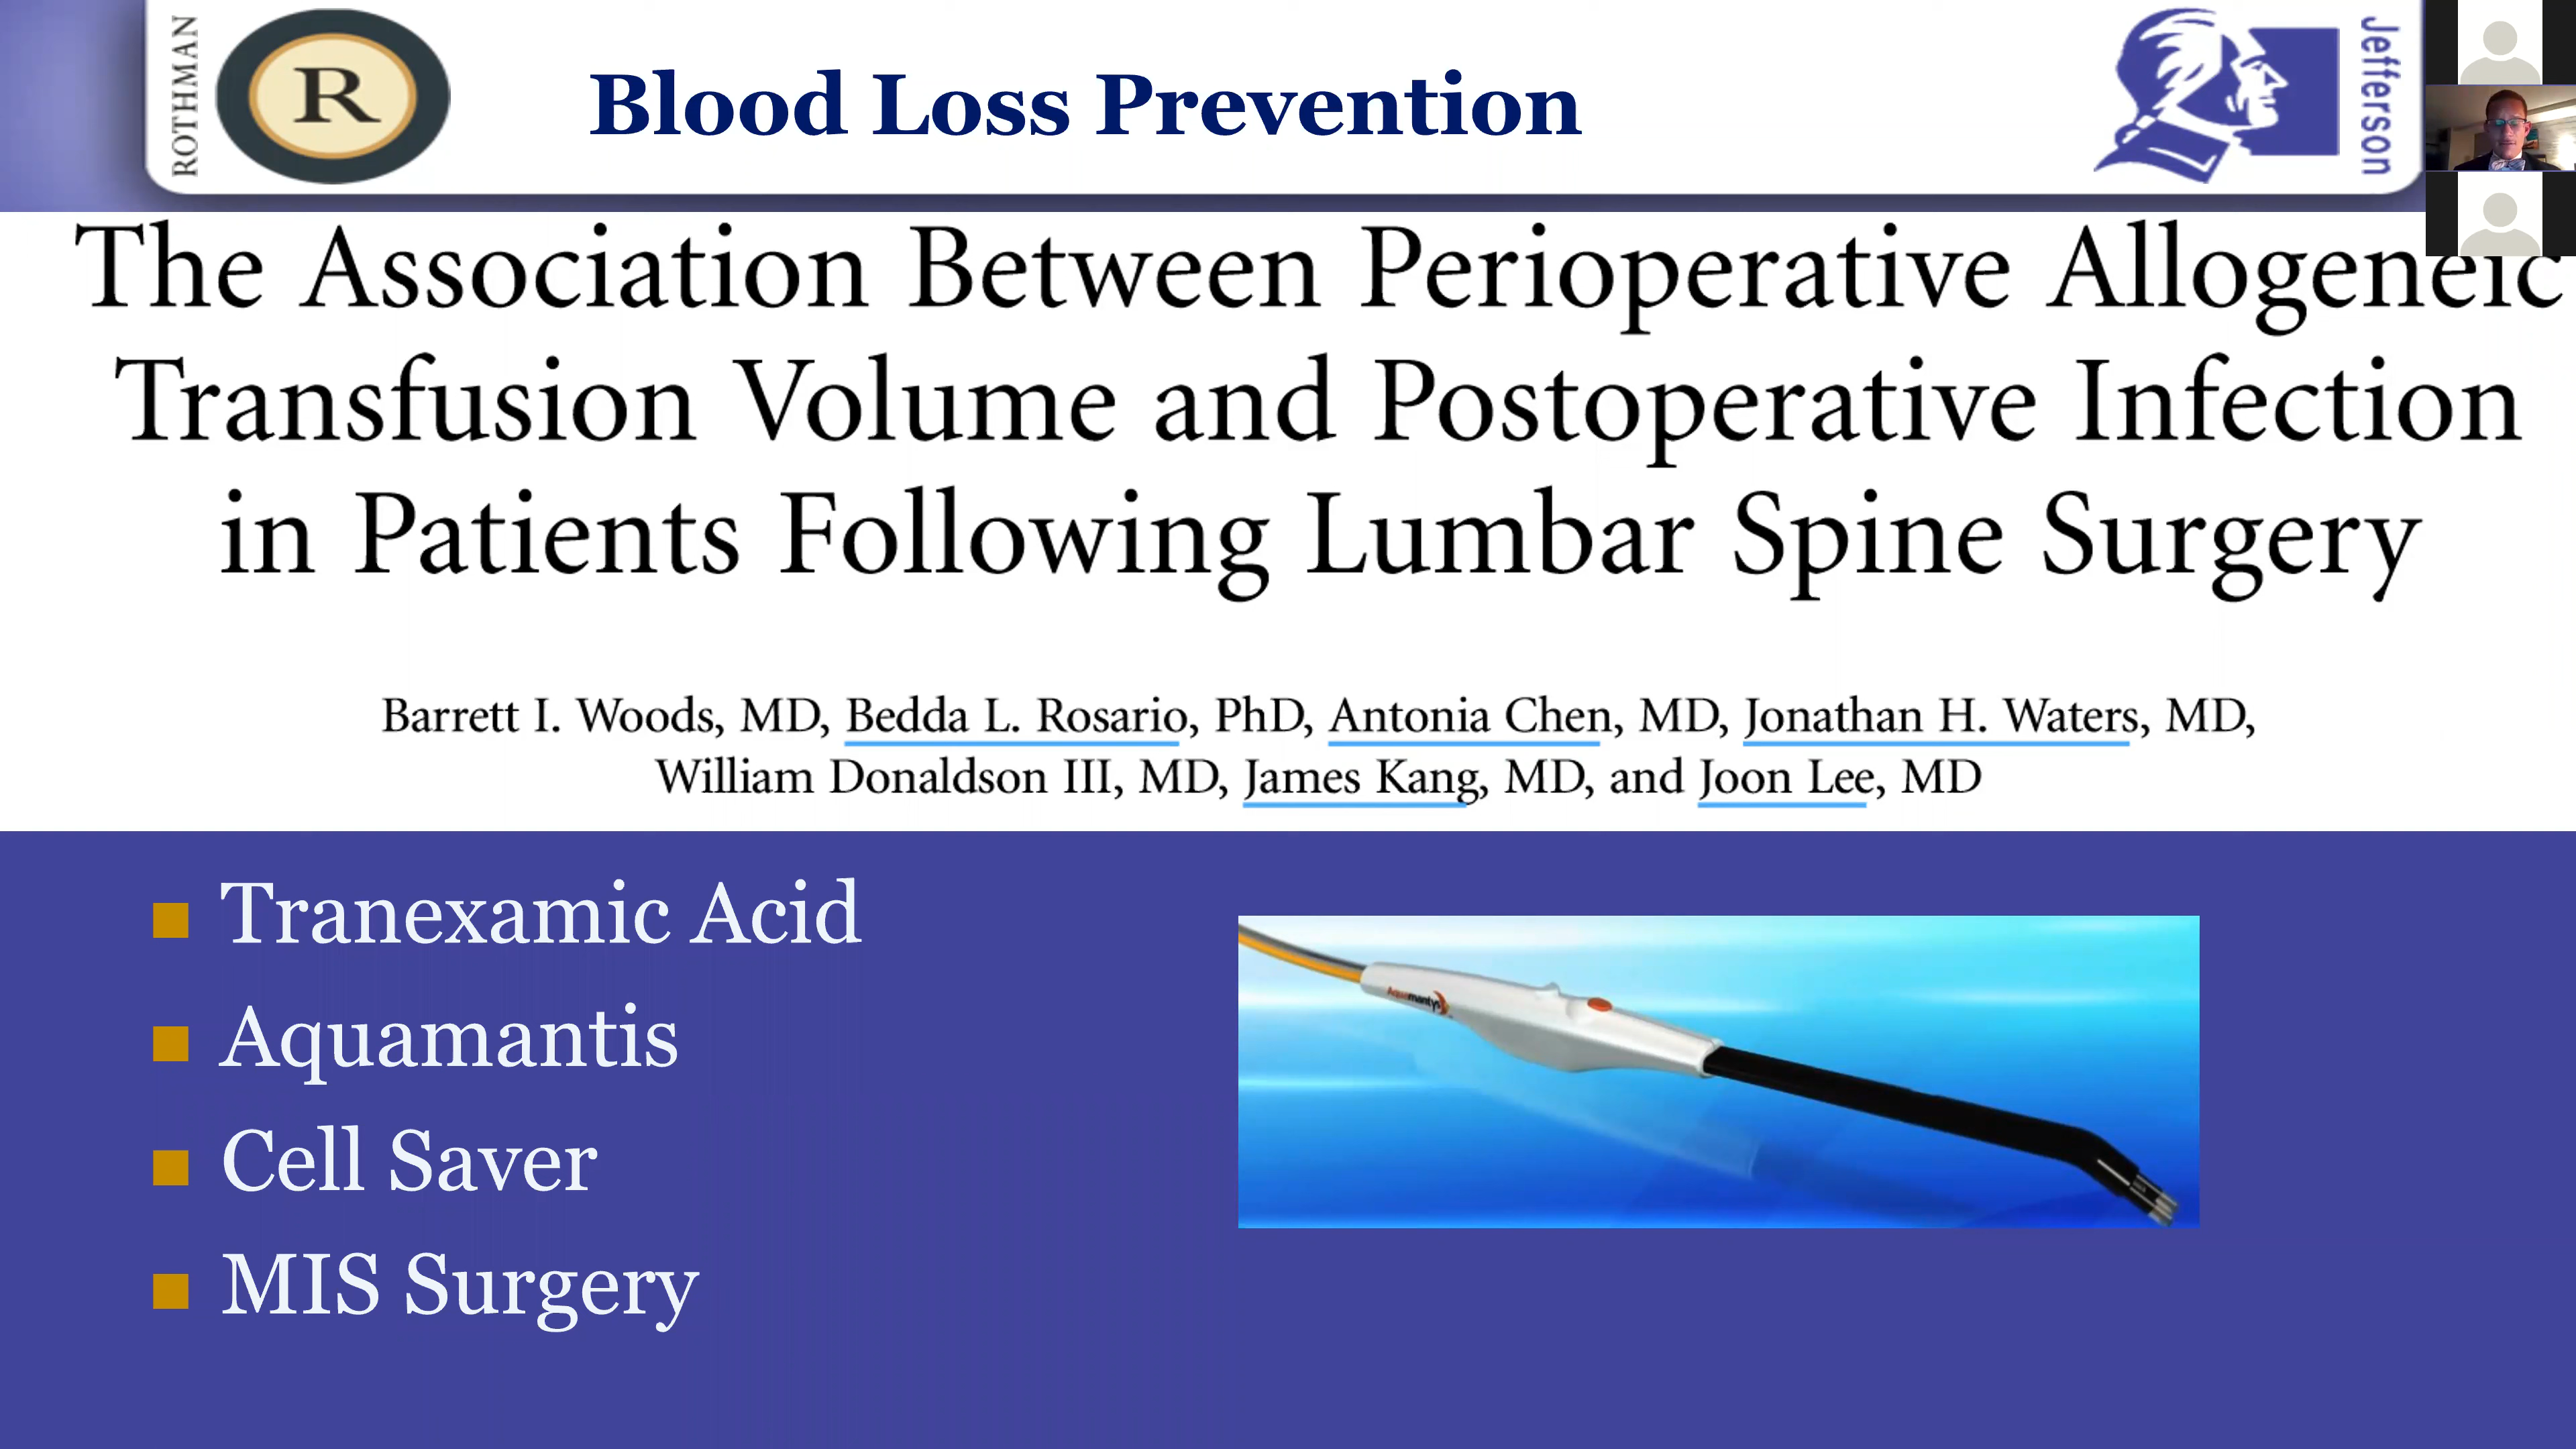 ROTHMAN
R
Blood Loss Prevention
Jefferson
The Association Between Perioperative Allogeneic
Transfusion Volume and Postoperative Infection
in Patients Following Lumbar Spine Surgery
Barrett I. Woods, MD, Bedda L. Rosario, PhD, Antonia Chen, MD, Jonathan H. Waters, MD,
William Donaldson III, MD, James Kang, MD, and Joon Lee, MD
Tranexamic Acid
Aquamantis
Cell Saver
MIS Surgery
Aquamantys